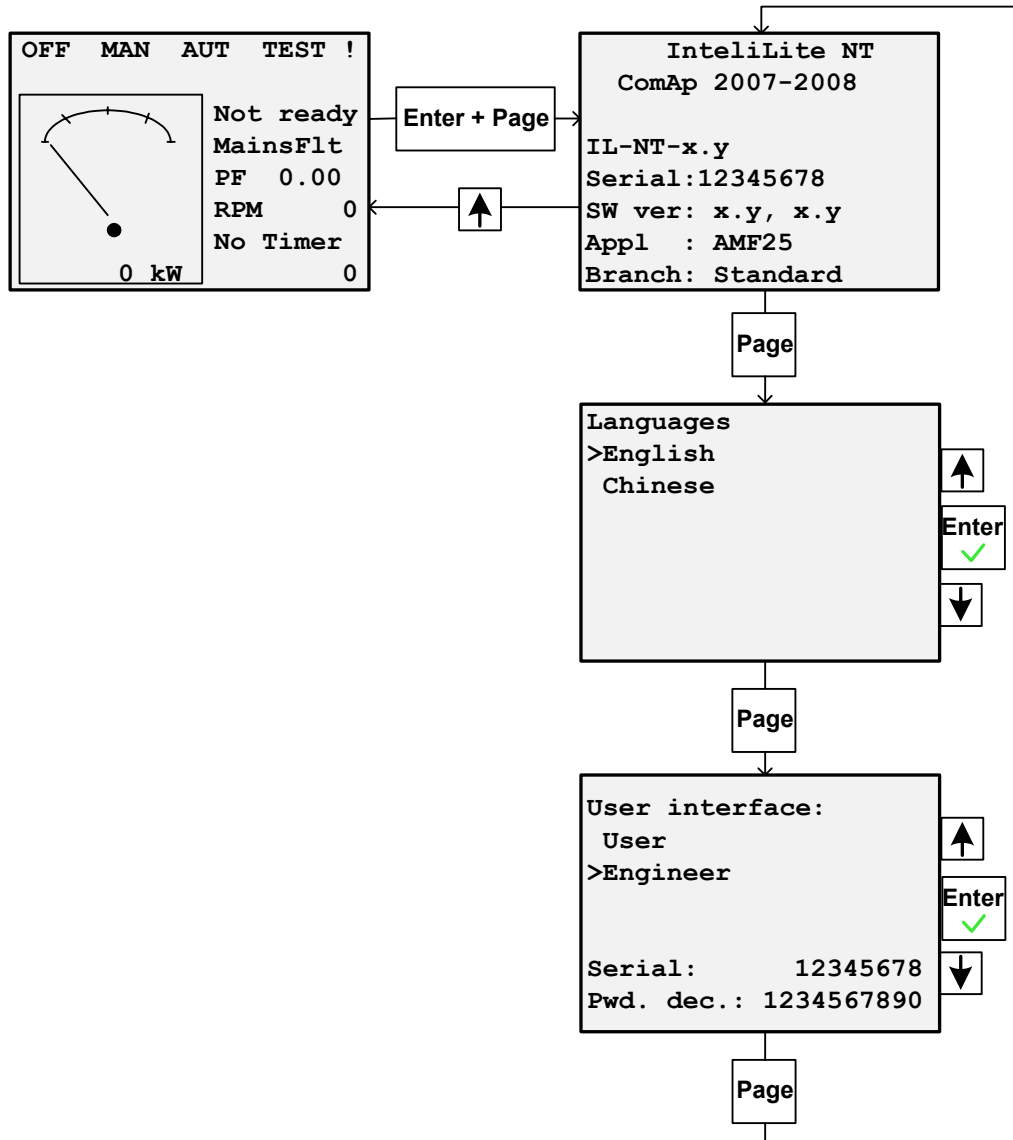 OFF MAN AUT TEST !
Not ready
MainsFlt
PF 0.00
RPM 0
No Timer
0 kW 0
Enter + Page
InteliLite NT
ComAp 2007-2008
IL-NT-x.y
Serial:12345678
SW ver: x.y, x.y
Appl : AMF25
Branch: Standard
Page
Languages
>English
Chinese
Enter
Page
User interface:
User
>Engineer
Serial: 12345678
Pwd. dec.: 1234567890
Enter
Page